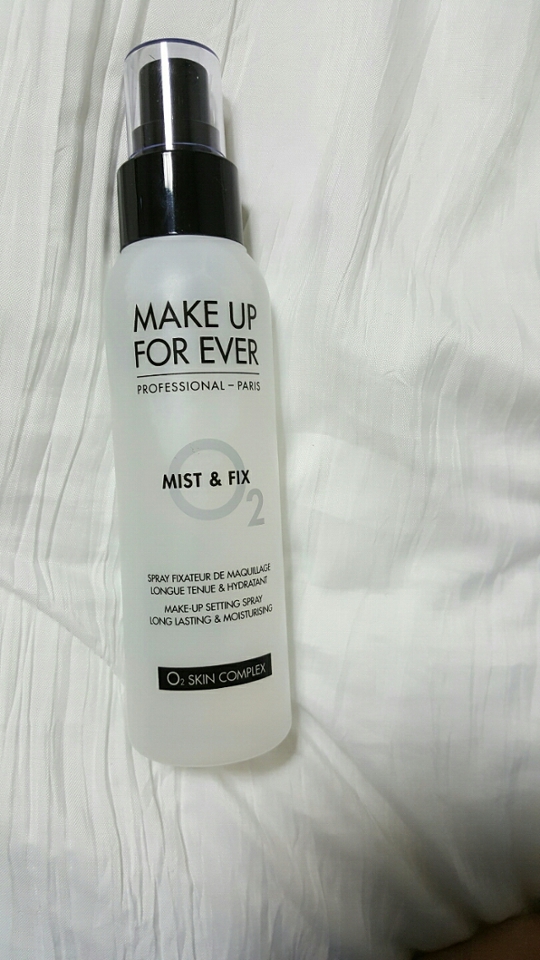 MAKE UP
FOR EVER
PROFESSIONAL – PARIS
O2
MIST & FIX
SPRAY FIXATEUR DE MAQUILLAGE
LONGUE TENUE & HYDRATANT
MAKE-UP SETTING SPRAY
LONG LASTING & MOISTURISING
O2 SKIN COMPLEX